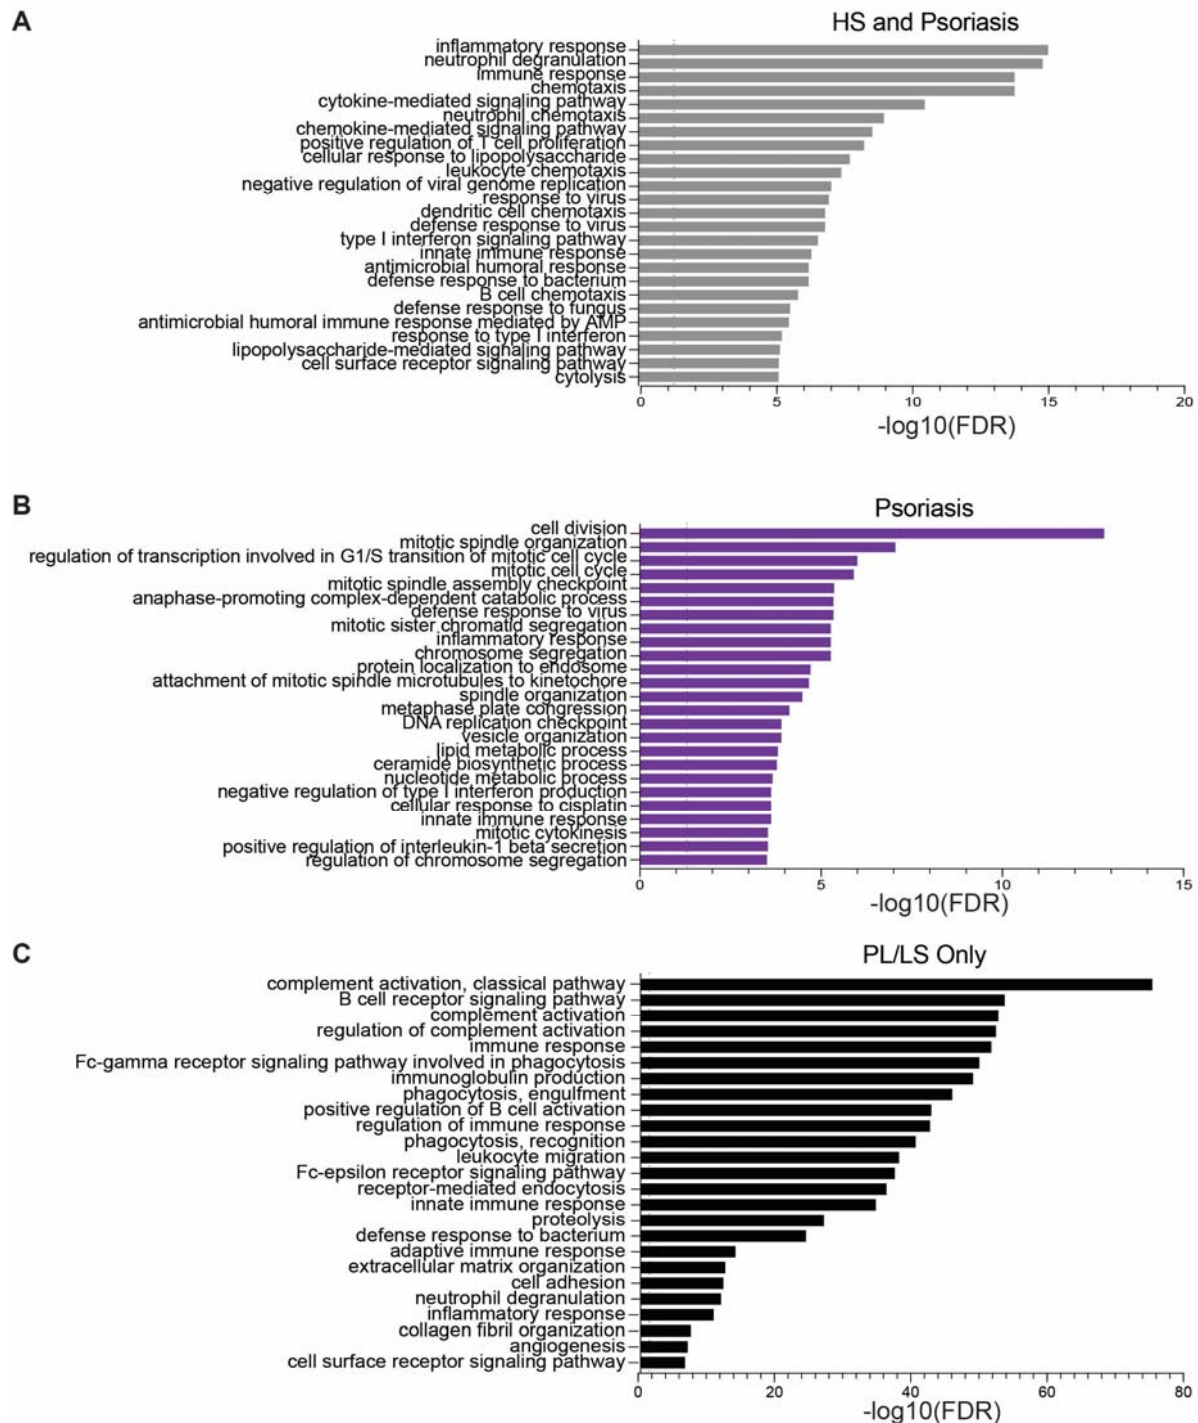 A
HS and Psoriasis
inflammatory response
neutrophil degranulation
immune response
chemotaxis
cytokine-mediated signaling pathway
neutrophil chemotaxis
chemokine-mediated signaling pathway
positive regulation of T cell proliferation
cellular response to lipopolysaccharide
leukocyte chemotaxis
negative regulation of viral genome replication
response to virus
dendritic cell chemotaxis
defense response to virus
type I interferon signaling pathway
innate immune response
antimicrobial humoral response
defense response to bacterium
B cell chemotaxis
defense response to fungus
antimicrobial humoral immune response mediated by AMP
response to type I interferon
lipopolysaccharide-mediated signaling pathway
cell surface receptor signaling pathway
cytolysis
0 5 10 15 20
-log10(FDR)
B
Psoriasis
cell division
mitotic spindle organization
regulation of transcription involved in G1/S transition of mitotic cell cycle
mitotic cell cycle
mitotic spindle assembly checkpoint
anaphase-promoting complex-dependent catabolic process
defense response to virus
mitotic sister chromatid segregation
inflammatory response
chromosome segregation
protein localization to endosome
attachment of mitotic spindle microtubules to kinetochore
spindle organization
metaphase plate congression
DNA replication checkpoint
vesicle organization
lipid metabolic process
ceramide biosynthetic process
nucleotide metabolic process
negative regulation of type I interferon production
cellular response to cisplatin
innate immune response
mitotic cytokinesis
positive regulation of interleukin-1 beta secretion
regulation of chromosome segregation
0 5 10 15
-log10(FDR)
C
PL/LS Only
complement activation, classical pathway
B cell receptor signaling pathway
complement activation
regulation of complement activation
immune response
Fc-gamma receptor signaling pathway involved in phagocytosis
immunoglobulin production
phagocytosis, engulfment
positive regulation of B cell activation
regulation of immune response
phagocytosis, recognition
leukocyte migration
Fc-epsilon receptor signaling pathway
receptor-mediated endocytosis
innate immune response
proteolysis
defense response to bacterium
adaptive immune response
extracellular matrix organization
cell adhesion
neutrophil degranulation
inflammatory response
collagen fibril organization
angiogenesis
cell surface receptor signaling pathway
0 20 40 60 80
-log10(FDR)